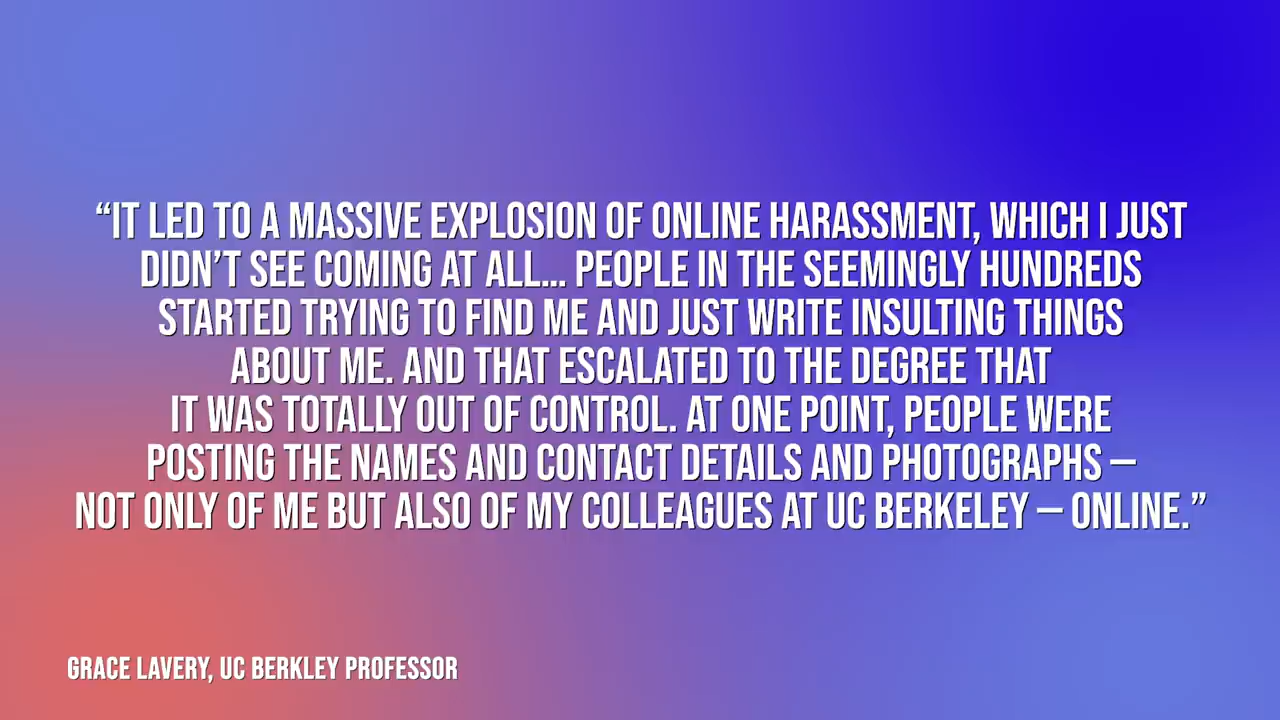 “IT LED TO A MASSIVE EXPLOSION OF ONLINE HARASSMENT, WHICH I JUST
DIDN’T SEE COMING AT ALL... PEOPLE IN THE SEEMINGLY HUNDREDS
STARTED TRYING TO FIND ME AND JUST WRITE INSULTING THINGS
ABOUT ME. AND THAT ESCALATED TO THE DEGREE THAT
IT WAS TOTALLY OUT OF CONTROL. AT ONE POINT, PEOPLE WERE
POSTING THE NAMES AND CONTACT DETAILS AND PHOTOGRAPHS –
NOT ONLY OF ME BUT ALSO OF MY COLLEAGUES AT UC BERKELEY – ONLINE.”
GRACE LAVERY, UC BERKLEY PROFESSOR